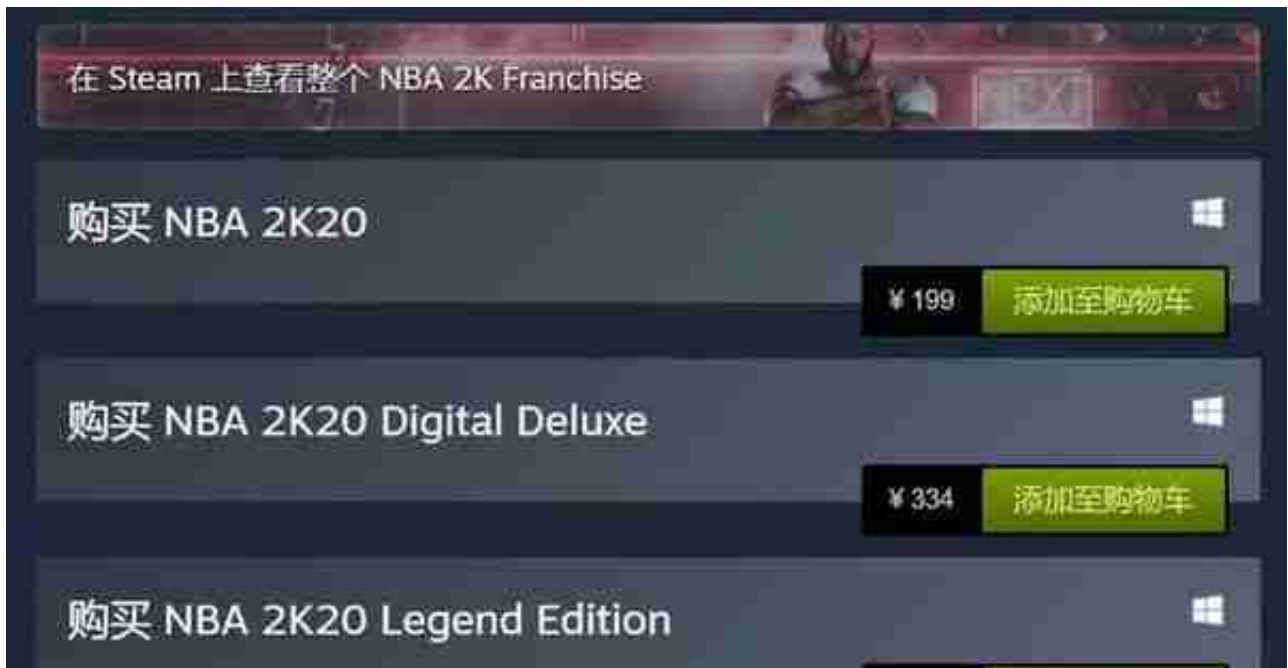 在 Steam 上查看整个 NBA 2K Franchise
购买 NBA 2K20
¥ 199
添加至购物车
购买 NBA 2K20 Digital Deluxe
¥ 334
添加至购物车
购买 NBA 2K20 Legend Edition